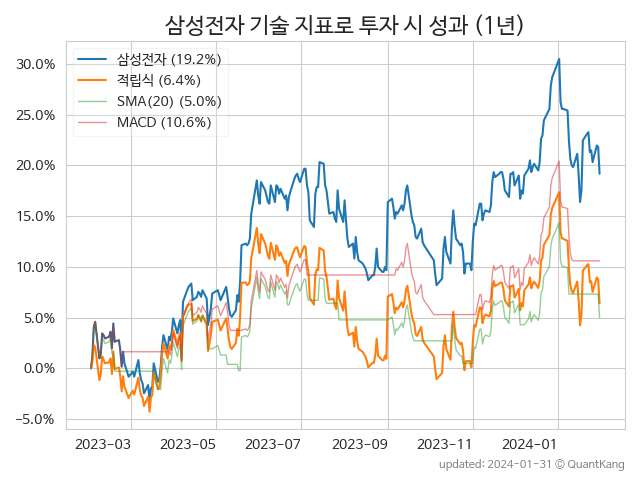 삼성전자 기술 지표로 투자 시 성과 (1년)
삼성전자 (19.2%)
적립식 (6.4%)
SMA(20) (5.0%)
MACD (10.6%)
30.0%
25.0%
20.0%
15.0%
10.0%
5.0%
0.0%
−5.0%
2023-03 2023-05 2023-07 2023-09 2023-11 2024-01
updated: 2024-01-31 © QuantKang